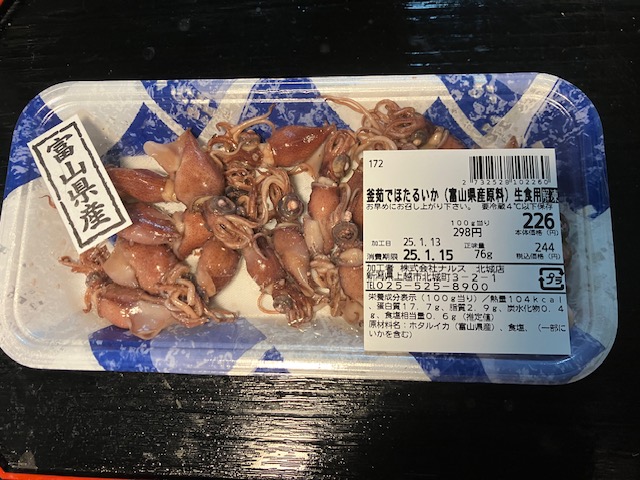 富山県産
172
2732528102260
釜茹でほたるいか（富山県産原料）生食用
お早めにお召し上がり下さい。 要冷蔵4℃以下保存
100g当り
298円
226
本体価格（円）
加工日 25.1.13 正味量
消費期限 25.1.15 76g
244
税込価格（円）
加工者 株式会社ナルス 北城店
新潟県上越市北城町3－2－1
TEL025-525-8900
プラ
栄養成分表示（100g当り）／熱量104kcal
、蛋白質17.7g、脂質2.9g、炭水化物0.4
g、食塩相当量0.6g（推定値）
原材料名：ホタルイカ（富山県産）、食塩、（一部に
いかを含む）